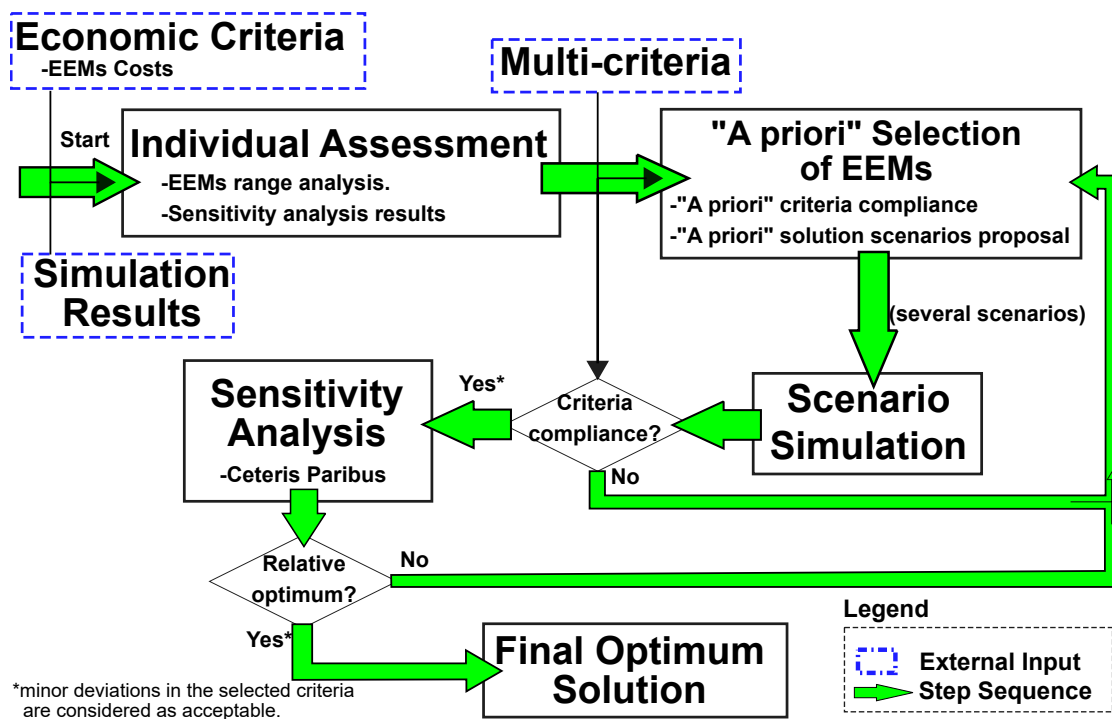 Economic Criteria
-EEMs Costs
Multi-criteria
Start
Individual Assessment
-EEMs range analysis.
-Sensitivity analysis results
"A priori" Selection
of EEMs
-"A priori" criteria compliance
-"A priori" solution scenarios proposal
Simulation
Results
(several scenarios)
Scenario
Simulation
Criteria
compliance?
Yes*
No
Sensitivity
Analysis
-Ceteris Paribus
Relative
optimum?
No
Yes*
Final Optimum
Solution
Legend
External Input
Step Sequence
*minor deviations in the selected criteria
are considered as acceptable.